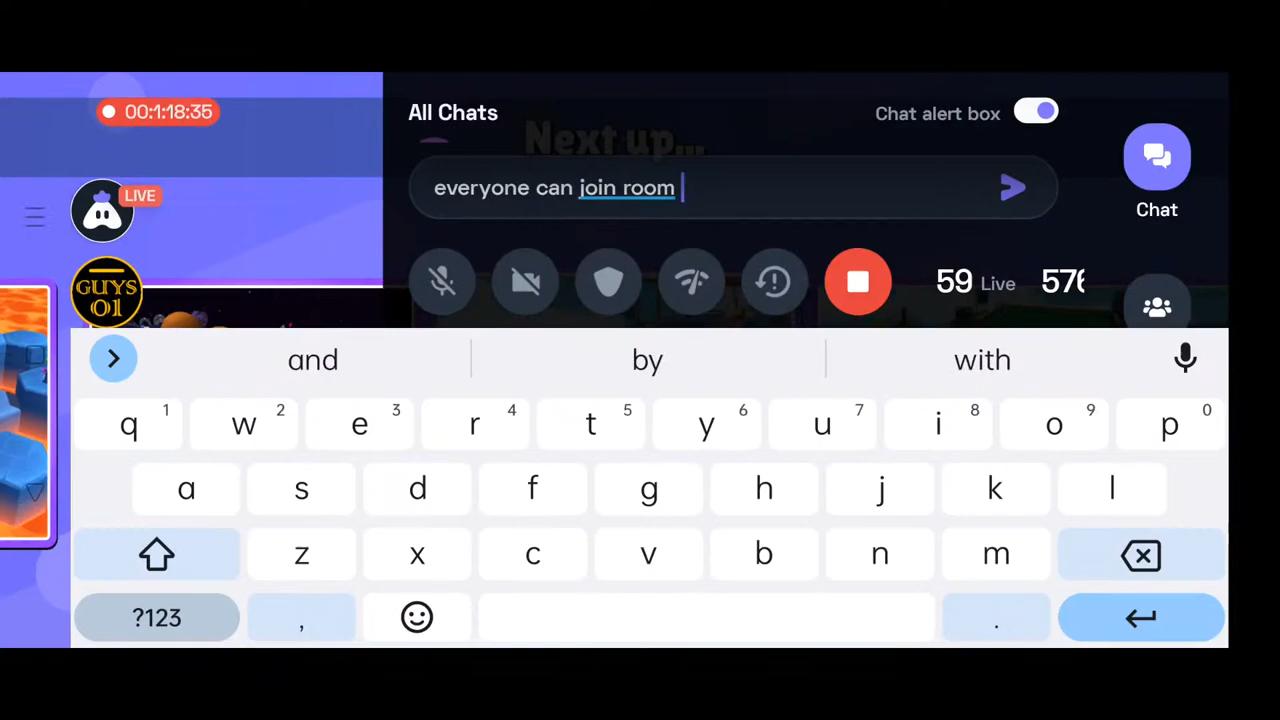 00:1:18:35
All Chats
Chat alert box
Next up...
everyone can join room
LIVE
Chat
GUYS
01
59 Live 576
and by with
q 1 w 2 e 3 r 4 t 5 y 6 u 7 i 8 o 9 p 0
a s d f g h j k l
z x c v b n m
?123 , .